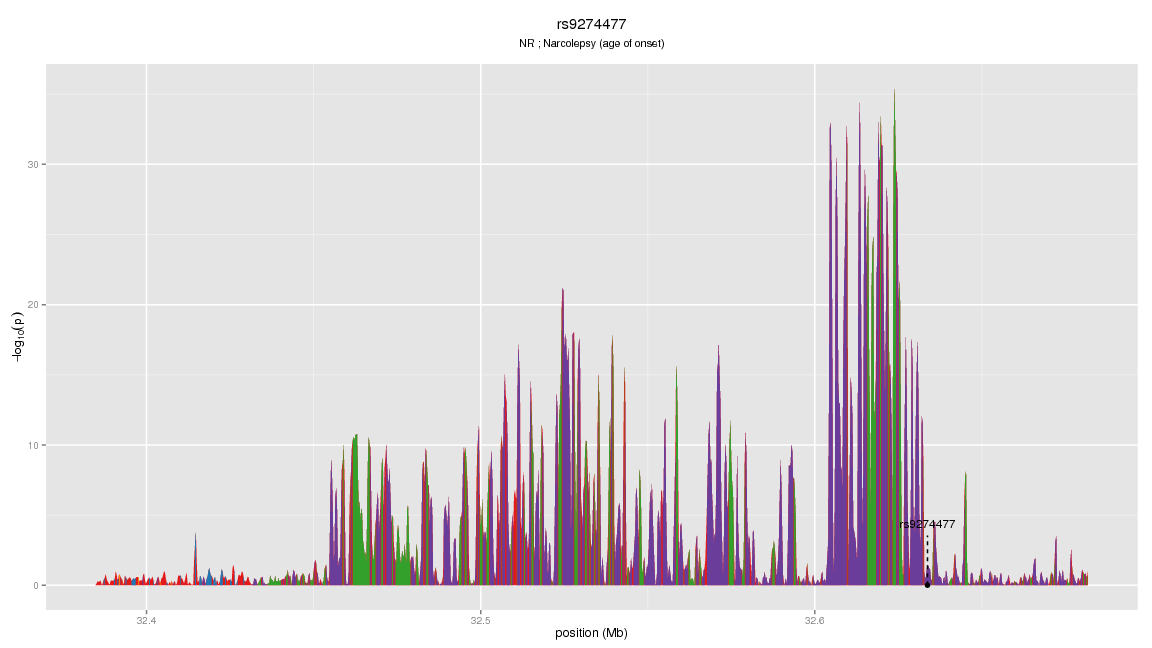 rs9274477
NR ; Narcolepsy (age of onset)
−log10(p)
30
20
10
0
rs9274477
32.4
32.5
32.6
position (Mb)